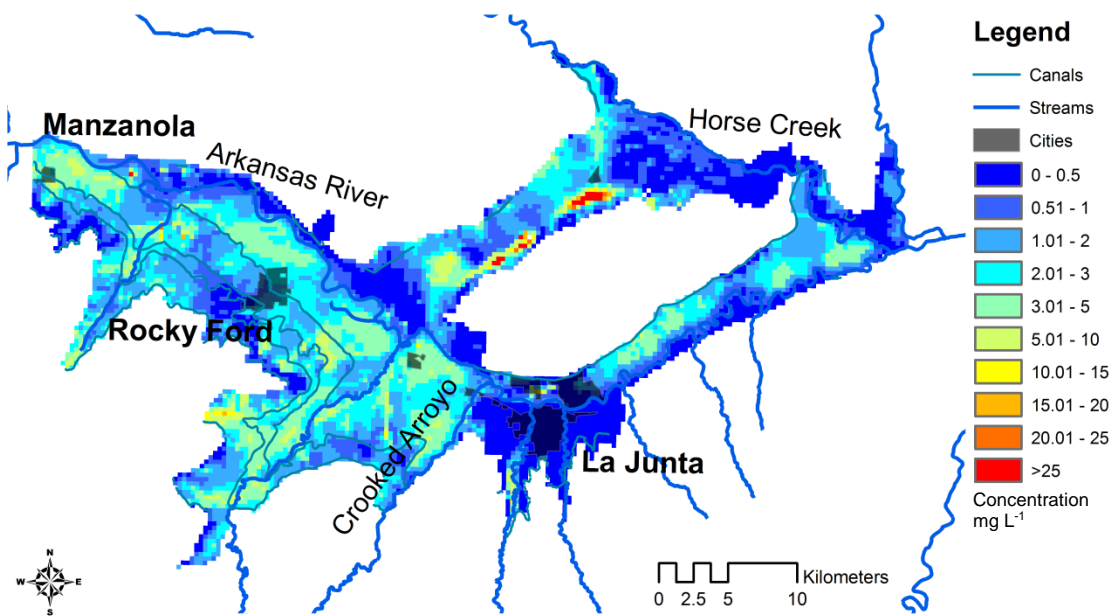 Manzanola
Arkansas River
Horse Creek
Rocky Ford
Crooked Arroyo
La Junta
Legend
Canals
Streams
Cities
0 - 0.5
0.51 - 1
1.01 - 2
2.01 - 3
3.01 - 5
5.01 - 10
10.01 - 15
15.01 - 20
20.01 - 25
>25
Concentration
mg L-1
N
W E
S
Kilometers
0 2.5 5 10